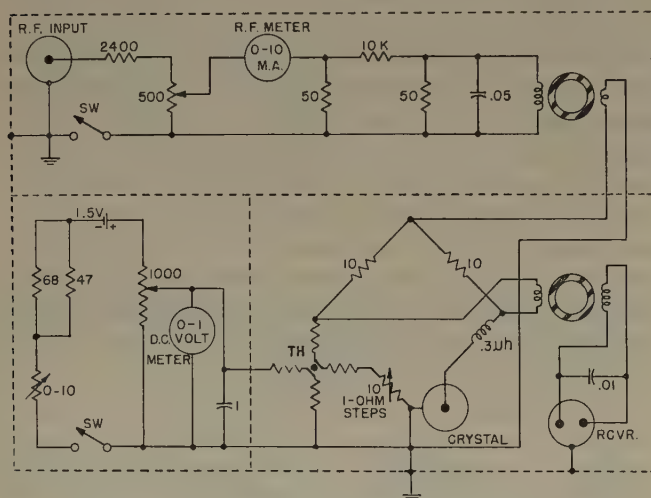 R.F. INPUT
R.F. METER
2400
0-10
M.A.
10 K
500
50
50
.05
SW
1.5V
- +
68
47
1000
0-1
VOLT
D.C.
METER
0-10
1
SW
10
10
TH
.3µh
10
1-OHM
STEPS
CRYSTAL
.01
RCVR.